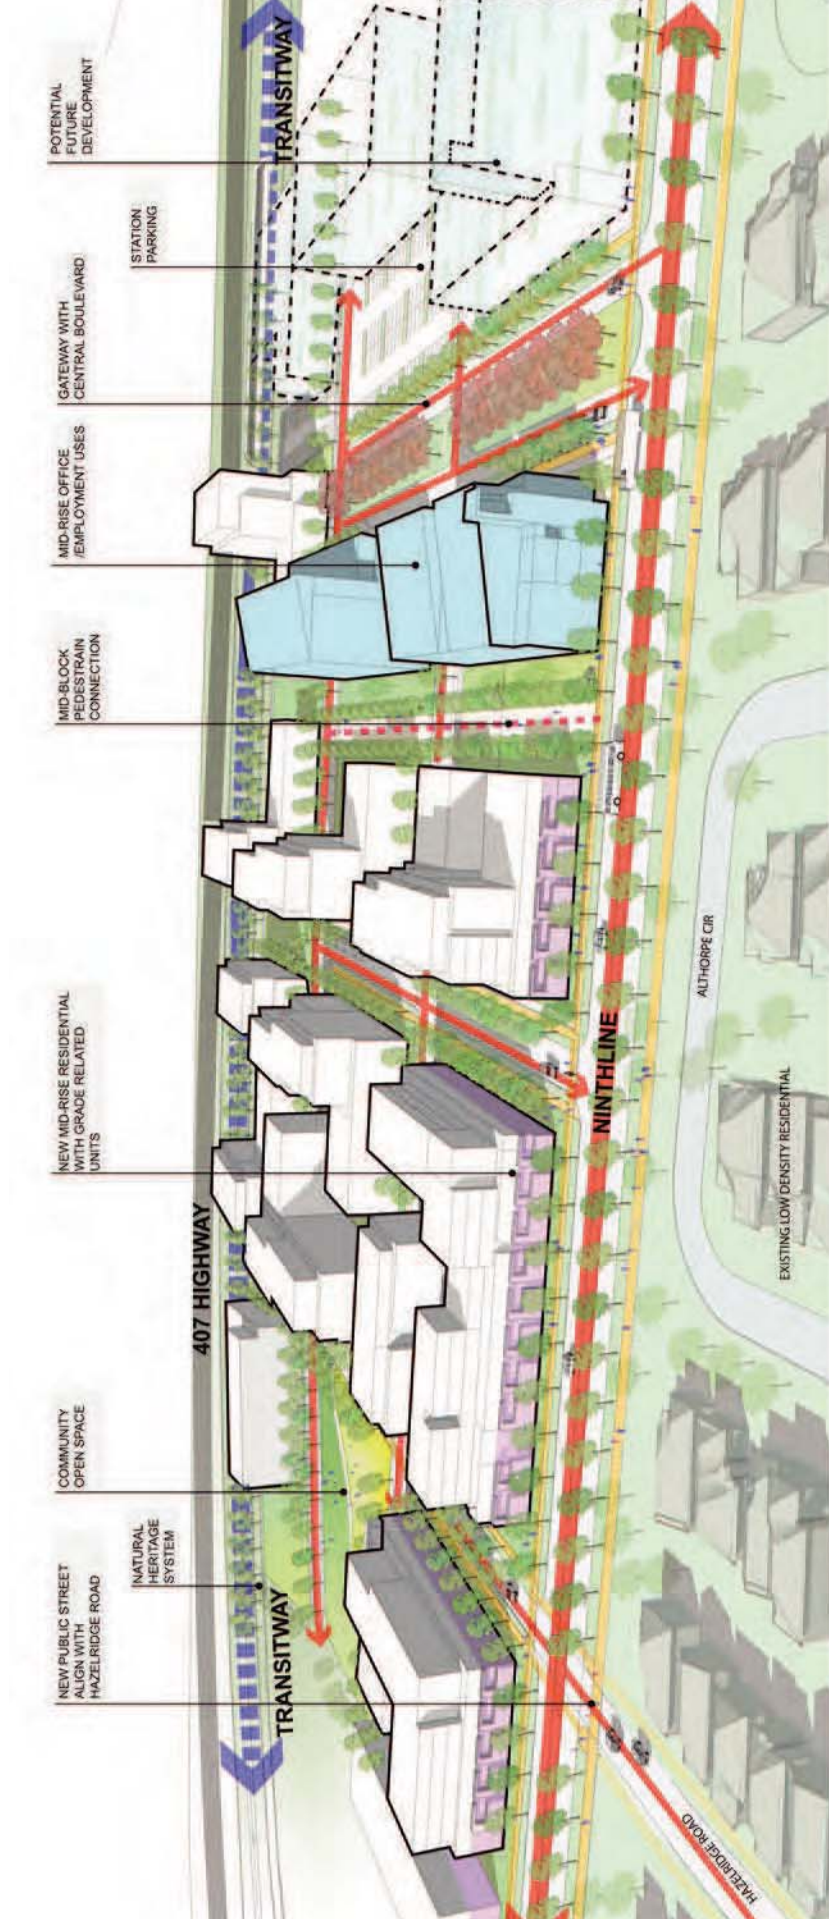 NEW PUBLIC STREET
ALIGN WITH
HAZELRIDGE ROAD
NATURAL
HERITAGE
SYSTEM
COMMUNITY
OPEN SPACE
NEW MID-RISE RESIDENTIAL
WITH GRADE RELATED
UNITS
MID-BLOCK
PEDESTRAIN
CONNECTION
MID-RISE OFFICE
/EMPLOYMENT USES
GATEWAY WITH
CENTRAL BOULEVARD
STATION
PARKING
POTENTIAL
FUTURE
DEVELOPMENT
407 HIGHWAY
TRANSITWAY
TRANSITWAY
NINTHLINE
ALTHORPE CIR
EXISTING LOW DENSITY RESIDENTIAL
HAZELRIDGE ROAD